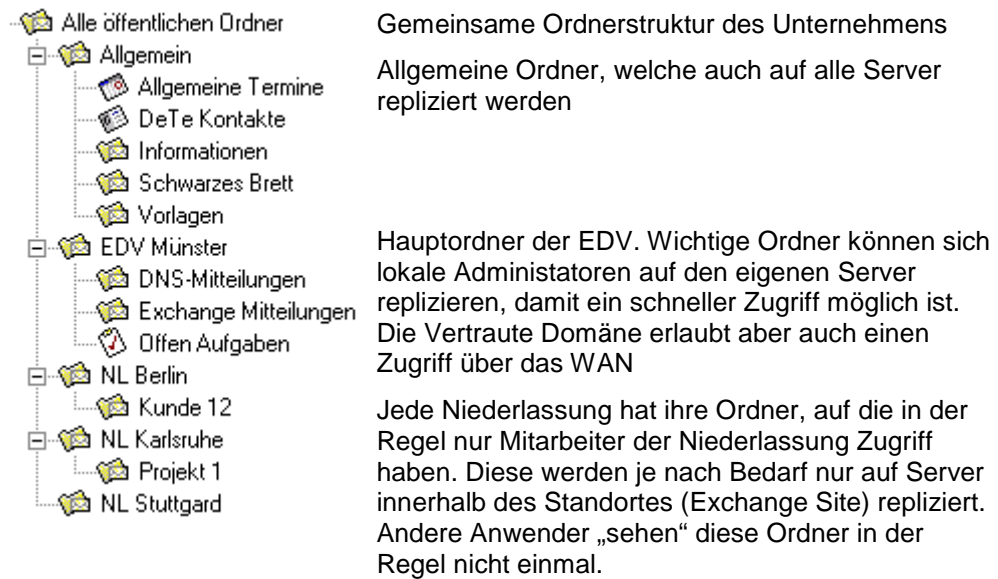 Alle öffentlichen Ordner
Allgemein
Allgemeine Termine
DeTe Kontakte
Informationen
Schwarzes Brett
Vorlagen
EDV Münster
DNS-Mitteilungen
Exchange Mitteilungen
Offen Aufgaben
NL Berlin
Kunde 12
NL Karlsruhe
Projekt 1
NL Stuttgard
Gemeinsame Ordnerstruktur des Unternehmens
Allgemeine Ordner, welche auch auf alle Server
repliziert werden
Hauptordner der EDV. Wichtige Ordner können sich
lokale Administatoren auf den eigenen Server
replizieren, damit ein schneller Zugriff möglich ist.
Die Vertraute Domäne erlaubt aber auch einen
Zugriff über das WAN
Jede Niederlassung hat ihre Ordner, auf die in der
Regel nur Mitarbeiter der Niederlassung Zugriff
haben. Diese werden je nach Bedarf nur auf Server
innerhalb des Standortes (Exchange Site) repliziert.
Andere Anwender „sehen“ diese Ordner in der
Regel nicht einmal.